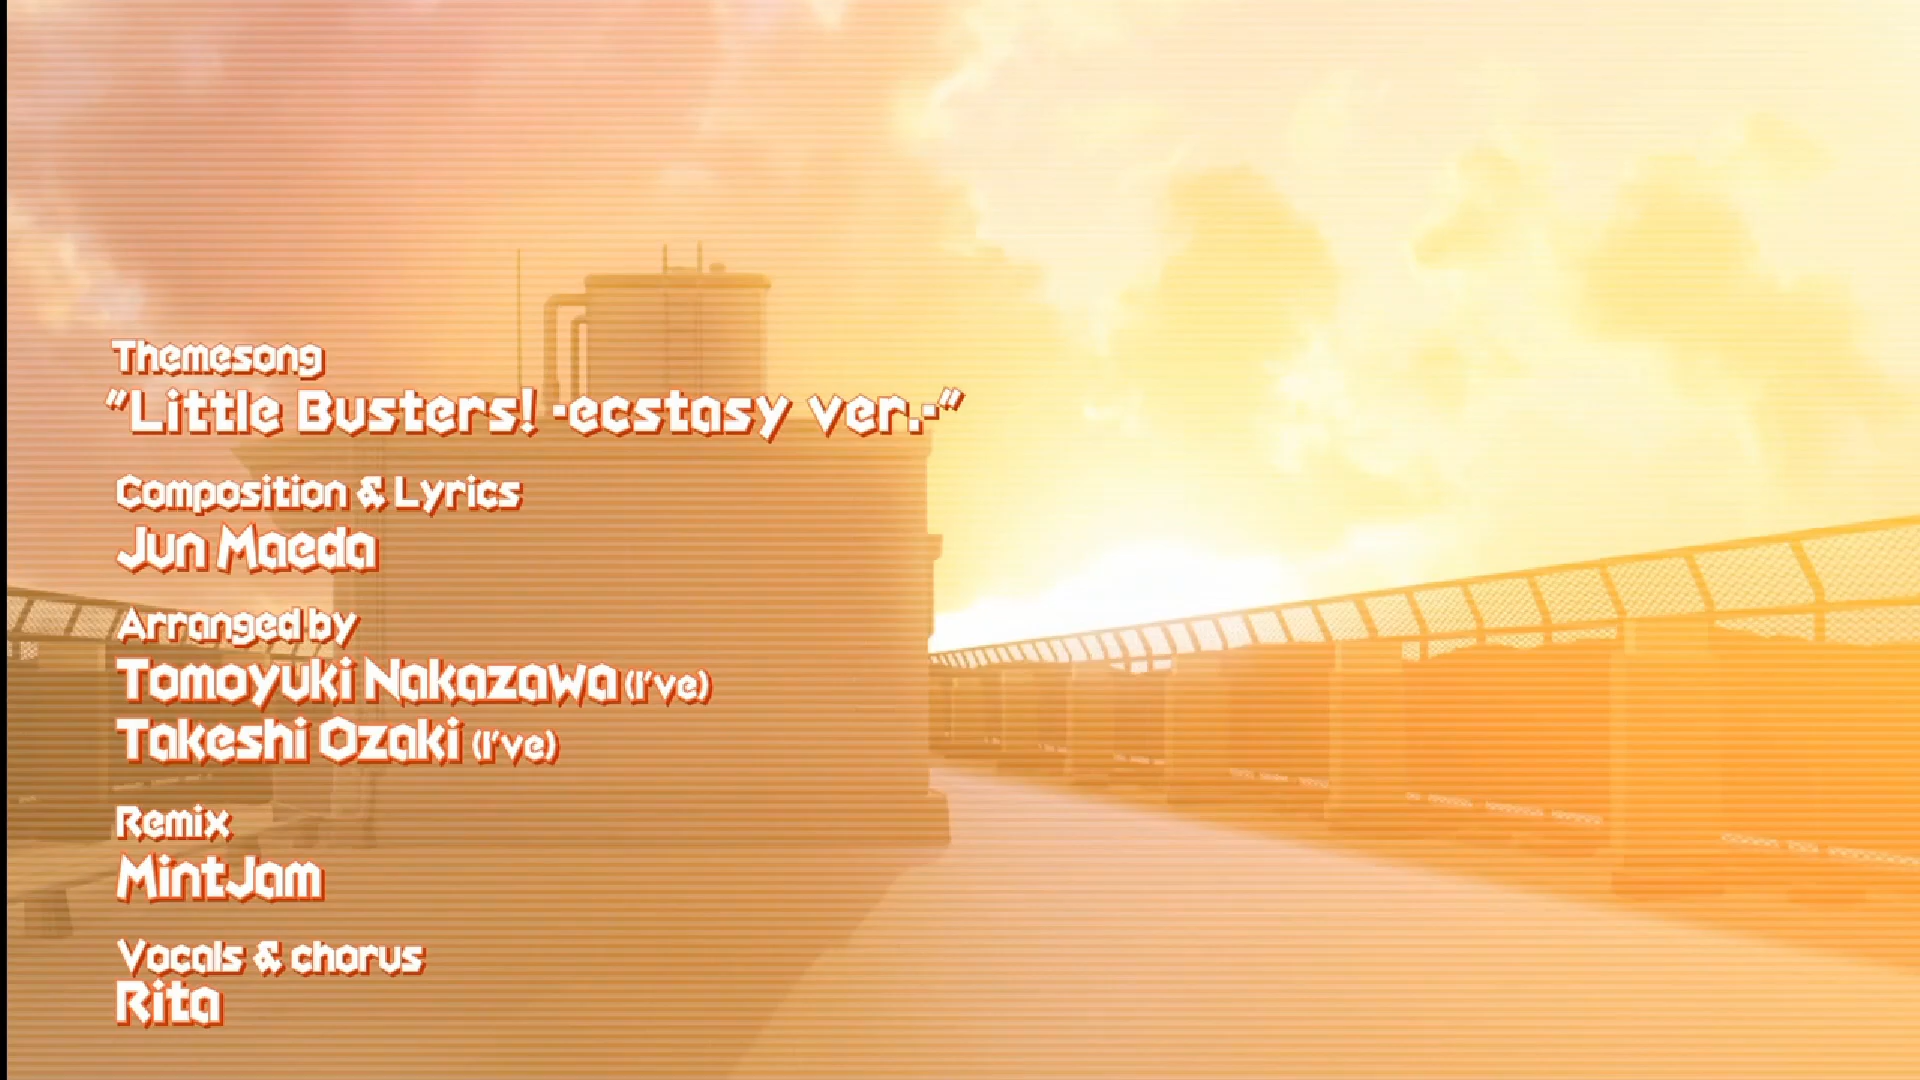 Themesong
"Little Busters! -ecstasy ver.-"
Composition & Lyrics
Jun Maeda
Arranged by
Tomoyuki Nakazawa (I've)
Takeshi Ozaki (I've)
Remix
MintJam
Vocals & chorus
Rita